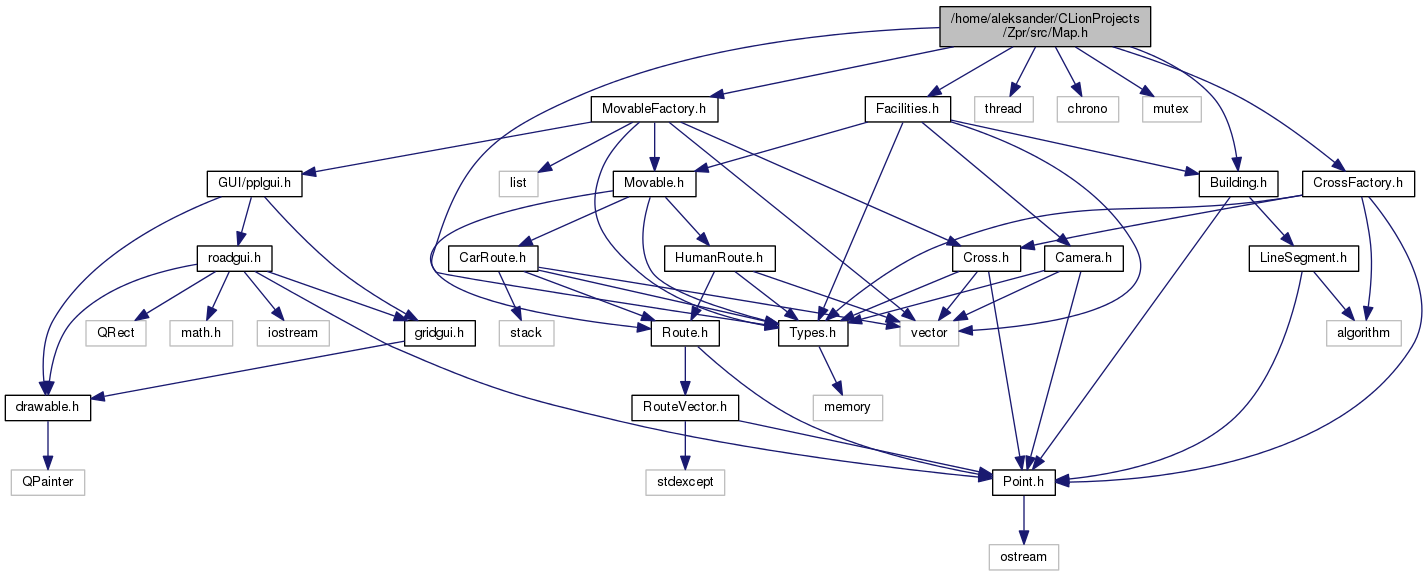 /home/aleksander/CLionProjects
/Zpr/src/Map.h
MovableFactory.h
Facilities.h
thread
chrono
mutex
GUI/pplgui.h
list
Movable.h
Building.h
CrossFactory.h
roadgui.h
CarRoute.h
HumanRoute.h
Cross.h
Camera.h
LineSegment.h
QRect
math.h
iostream
gridgui.h
stack
Route.h
Types.h
vector
algorithm
drawable.h
RouteVector.h
memory
QPainter
stdexcept
Point.h
ostream